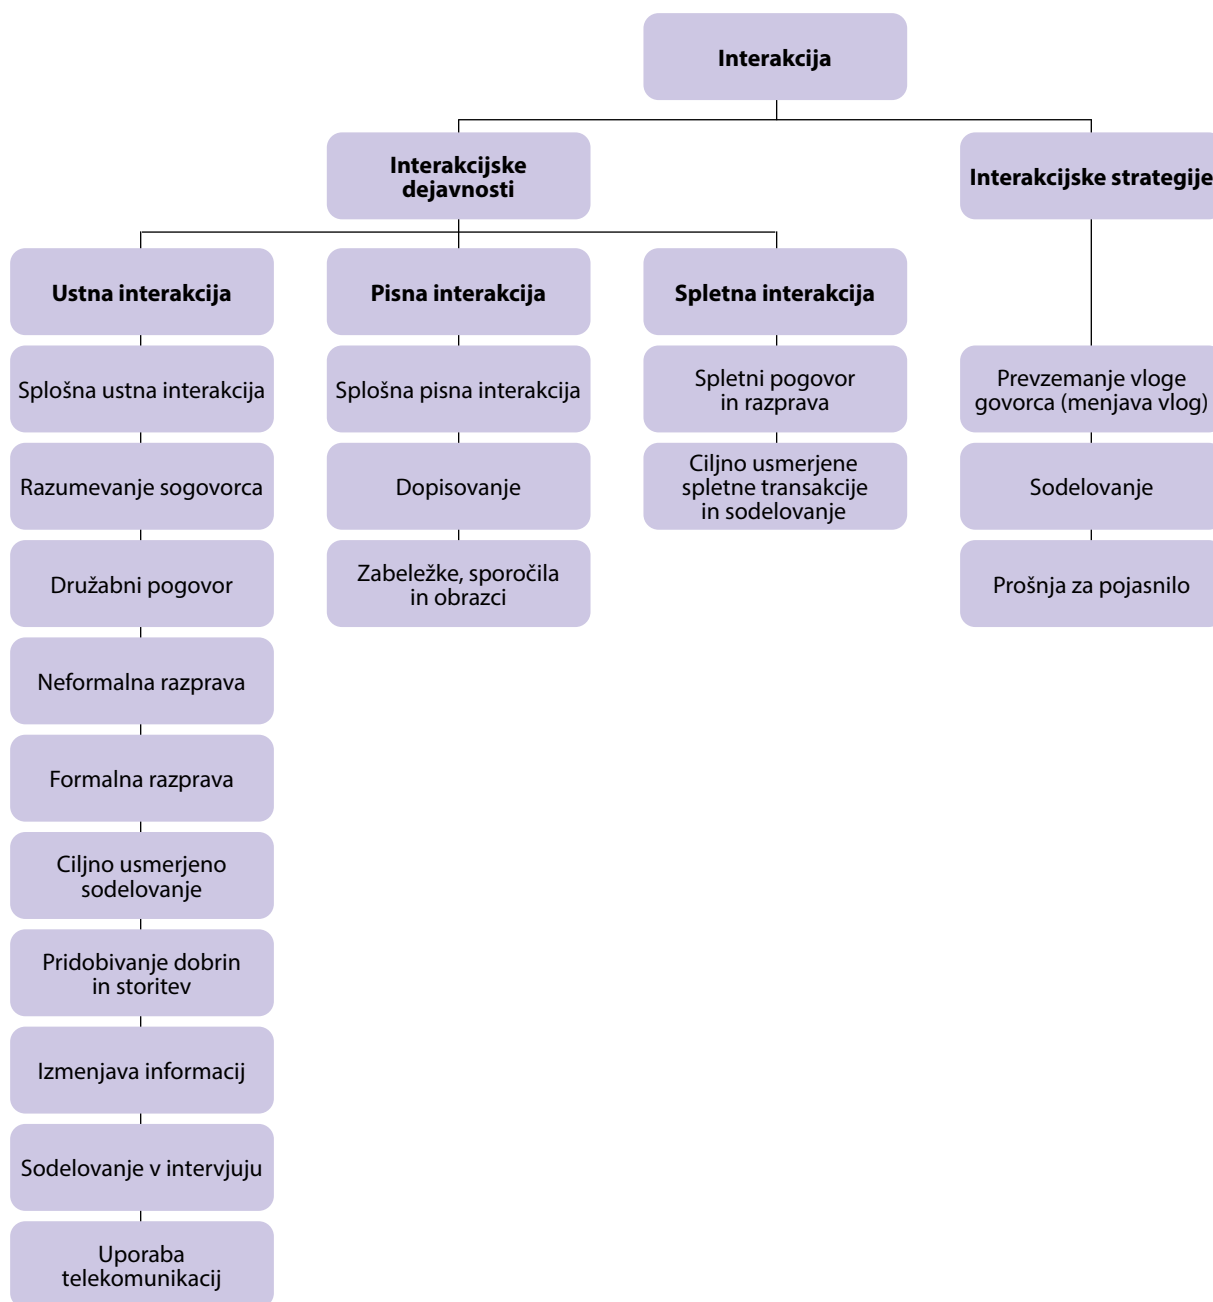 Interakcija
Interakcijske
dejavnosti
Interakcijske strategije
Ustna interakcija
Pisna interakcija
Spletna interakcija
Splošna ustna interakcija
Splošna pisna interakcija
Spletni pogovor
in razprava
Prevzemanje vloge
govorca (menjava vlog)
Razumevanje sogovorca
Dopisovanje
Ciljno usmerjene
spletne transakcije
in sodelovanje
Sodelovanje
Družabni pogovor
Zabeležke, sporočila
in obrazci
Prošnja za pojasnilo
Neformalna razprava
Formalna razprava
Ciljno usmerjeno
sodelovanje
Pridobivanje dobrin
in storitev
Izmenjava informacij
Sodelovanje v intervjuju
Uporaba
telekomunikacij